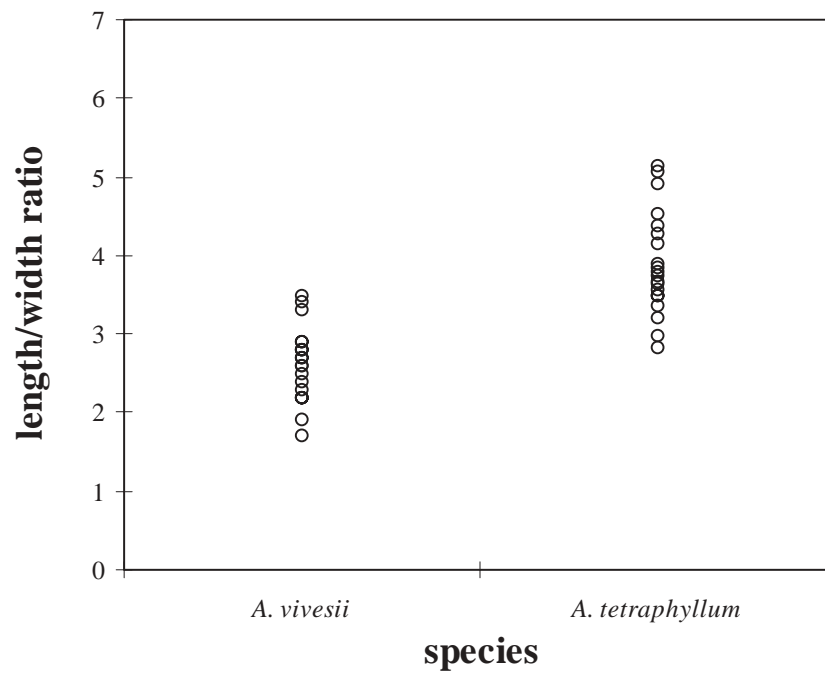 7
6
5
4
3
2
1
0
length/width ratio
A. vivesii
A. tetraphyllum
species